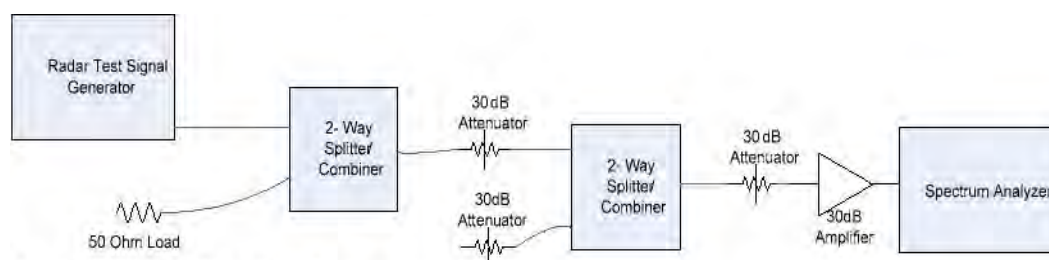 Radar Test Signal
Generator
50 Ohm Load
2- Way
Splitter/
Combiner
30dB
Attenuator
30dB
Attenuator
2- Way
Splitter/
Combiner
30dB
Attenuator
30dB
Amplifier
Spectrum Analyzer